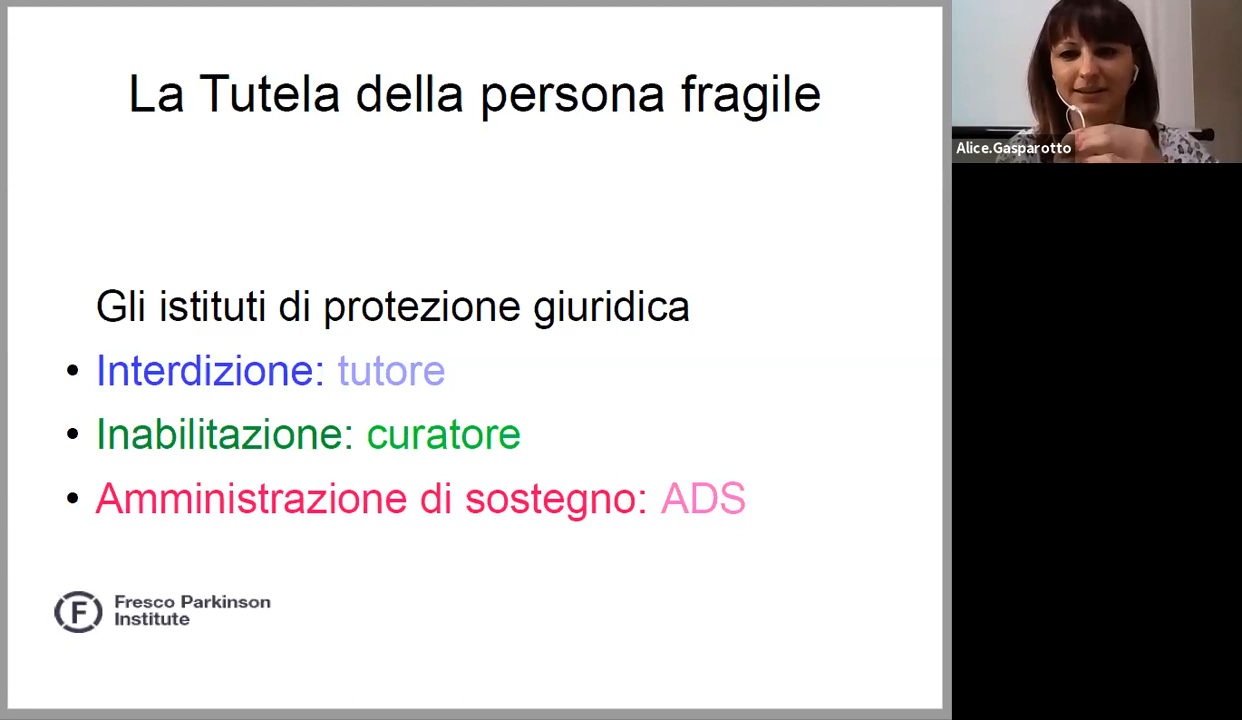 La Tutela della persona fragile
Alice.Gasparotto
Gli istituti di protezione giuridica
• Interdizione: tutore
• Inabilitazione: curatore
• Amministrazione di sostegno: ADS
F Fresco Parkinson
Institute